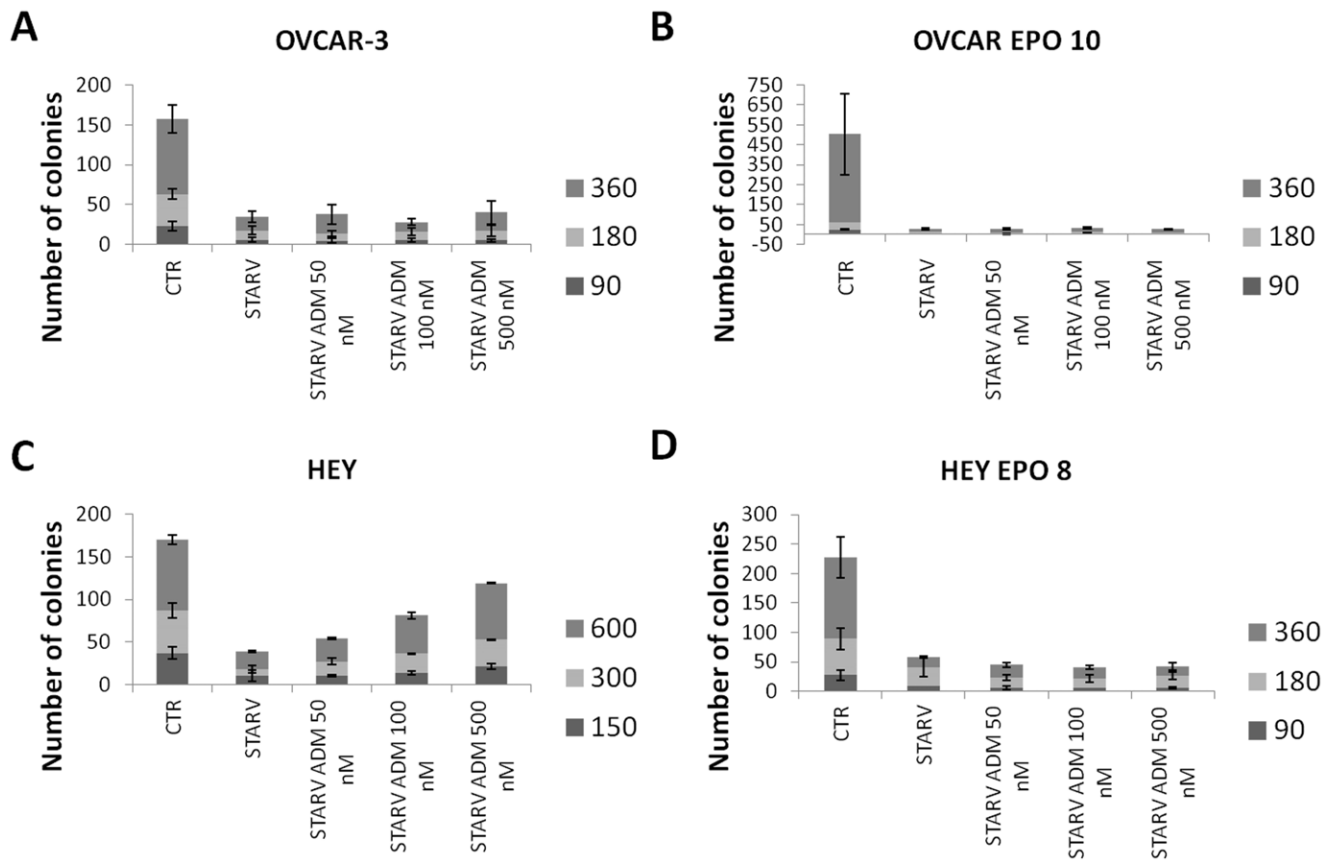 A
OVCAR-3
Number of colonies
200
150
100
50
0
CTR
STARV
STARV ADM 50
nM
STARV ADM
100 nM
STARV ADM
500 nM
360
180
90
B
OVCAR EPO 10
Number of colonies
750
650
550
450
350
250
150
50
-50
CTR
STARV
STARV ADM 50
nM
STARV ADM
100 nM
STARV ADM
500 nM
360
180
90
C
HEY
Number of colonies
200
150
100
50
0
CTR
STARV
STARV ADM 50
nM
STARV ADM 100
nM
STARV ADM 500
nM
600
300
150
D
HEY EPO 8
Number of colonies
300
250
200
150
100
50
0
CTR
STARV
STARV ADM 50
nM
STARV ADM 100
nM
STARV ADM 500
nM
360
180
90